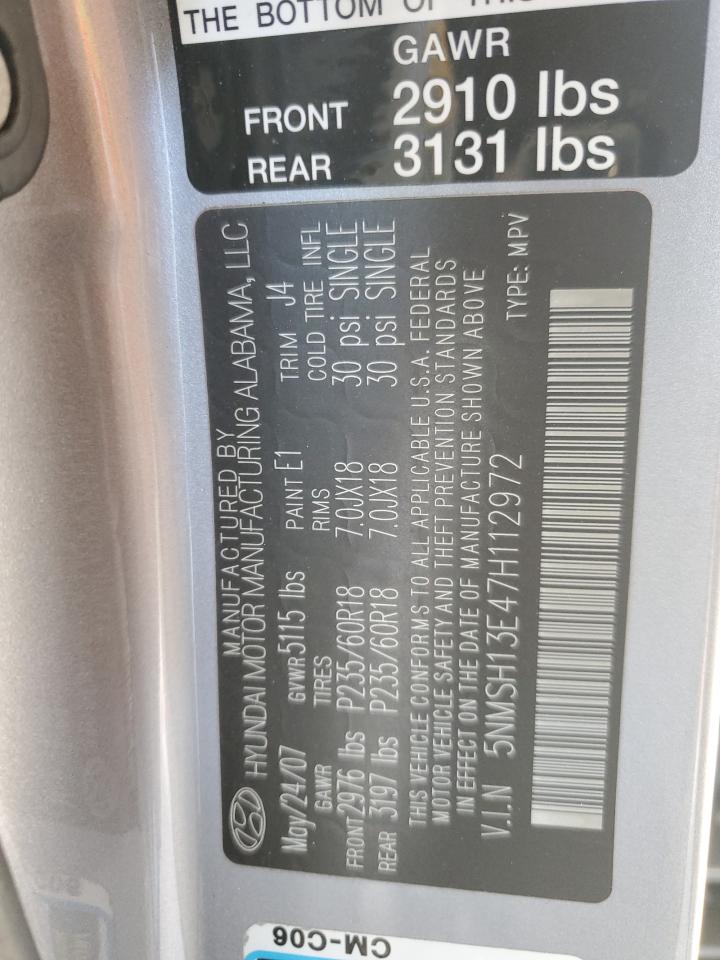 THE BOTTOM OF THIS
GAWR
FRONT 2910 lbs
REAR 3131 lbs
MANUFACTURED BY
HYUNDAI MOTOR MANUFACTURING ALABAMA, LLC
May/24/07 GVWR 5115 lbs PAINT E1 TRIM J4
GAWR TIRES RIMS COLD TIRE INFL
FRONT 2976 lbs P235/60R18 7.0JX18 30 psi SINGLE
REAR 3197 lbs P235/60R18 7.0JX18 30 psi SINGLE
THIS VEHICLE CONFORMS TO ALL APPLICABLE U.S.A. FEDERAL
MOTOR VEHICLE SAFETY AND THEFT PREVENTION STANDARDS
IN EFFECT ON THE DATE OF MANUFACTURE SHOWN ABOVE
V.I.N 5NMSH13E47H112972 TYPE: MPV
CM-C06